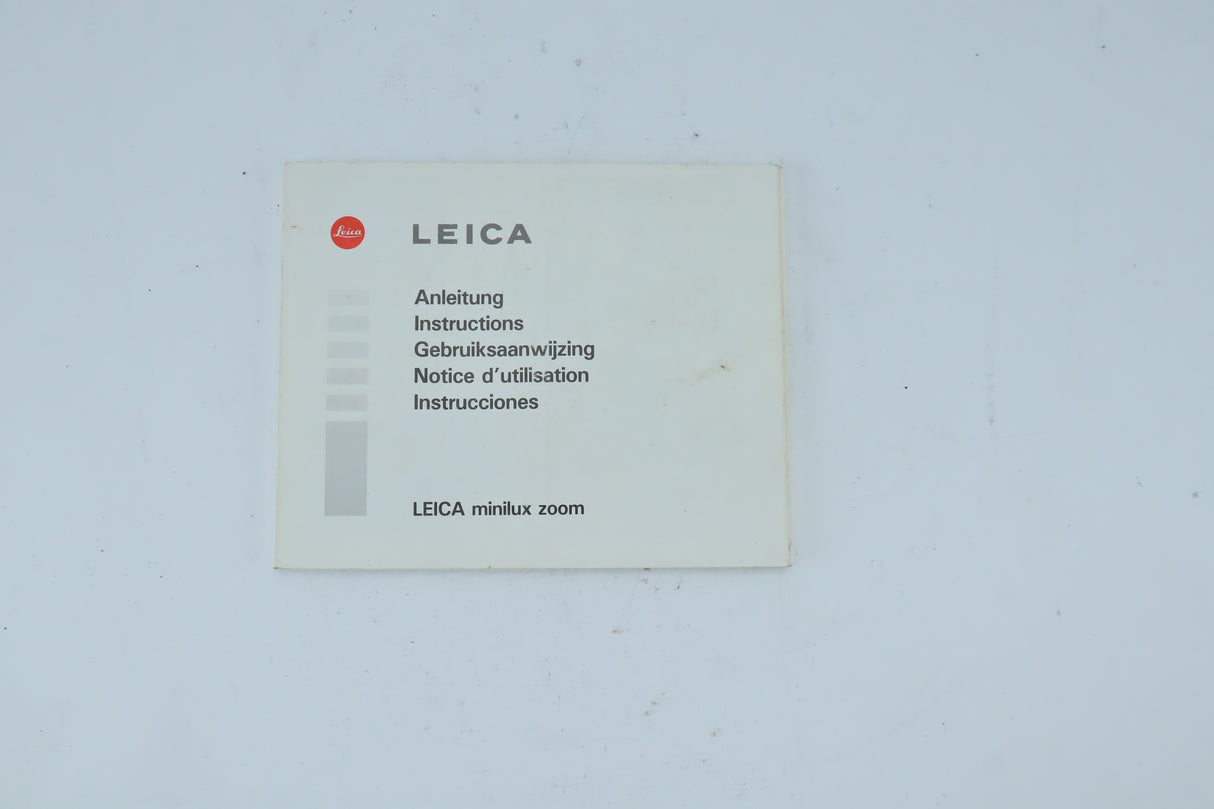 Leica
LEICA
Anleitung
Instructions
Gebruiksaanwijzing
Notice d'utilisation
Instrucciones
LEICA minilux zoom